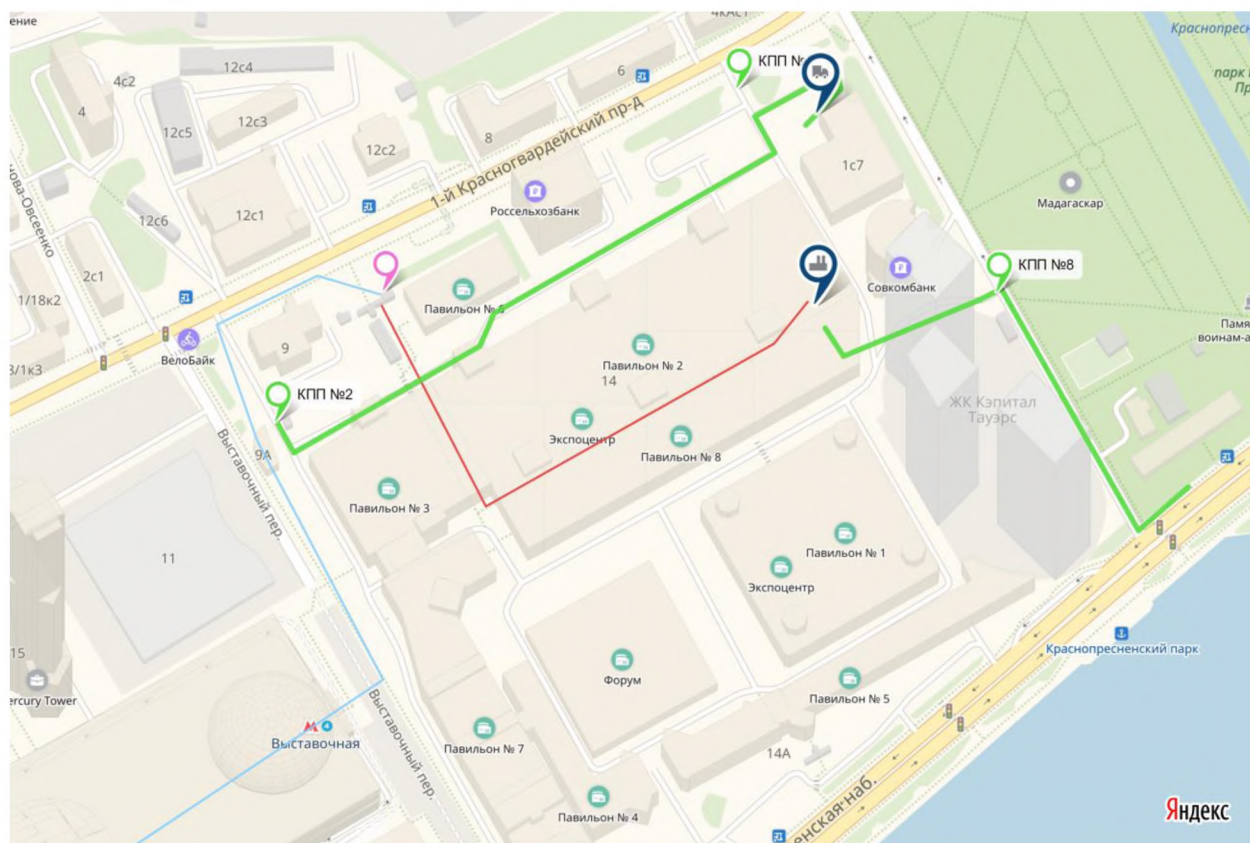 ение
4кАс1
Краснопресн
КПП №
парк
Пр
12с4
6
4с2
4
12с3
12с5
8
12с2
1-й Красногвардейский пр-д
1с7
Мадагаскар
нова-Овсеенко
Россельхозбанк
12с1
12с6
2с1
КПП №8
Совкомбанк
1/18к2
Павильон № 6
Памя
воинам-а
9
ВелоБайк
3/1к3
Павильон № 2
14
КПП №2
ЖК Кэпитал
Тауэрс
Экспоцентр
9А
Павильон № 8
Выставочный пер.
Павильон № 3
11
Павильон № 1
Экспоцентр
Краснопресненский парк
15
Форум
ercury Tower
Павильон № 5
4
Выставочная
Выставочный пер.
Павильон № 7
14А
Павильон № 4
енская наб.
Яндекс